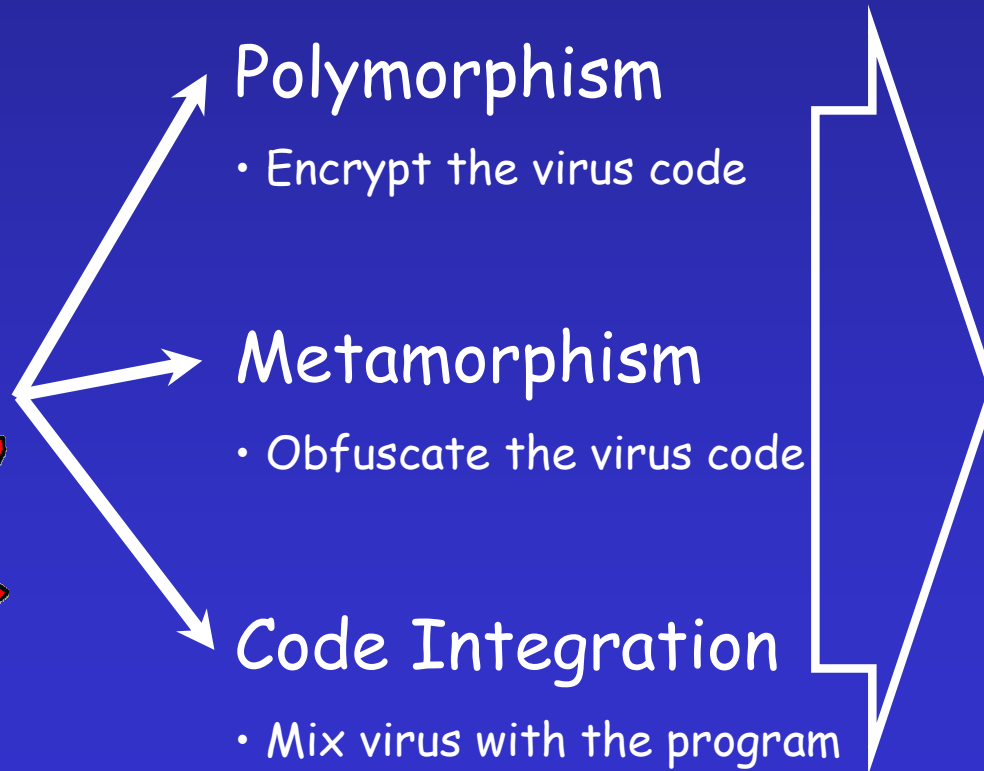 Polymorphism
• Encrypt the virus code
Metamorphism
• Obfuscate the virus code
Code Integration
• Mix virus with the program